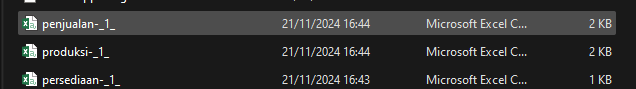 penjualan-_1_ 21/11/2024 16:44 Microsoft Excel C... 2 KB
produksi-_1_ 21/11/2024 16:44 Microsoft Excel C... 2 KB
persediaan-_1_ 21/11/2024 16:43 Microsoft Excel C... 1 KB